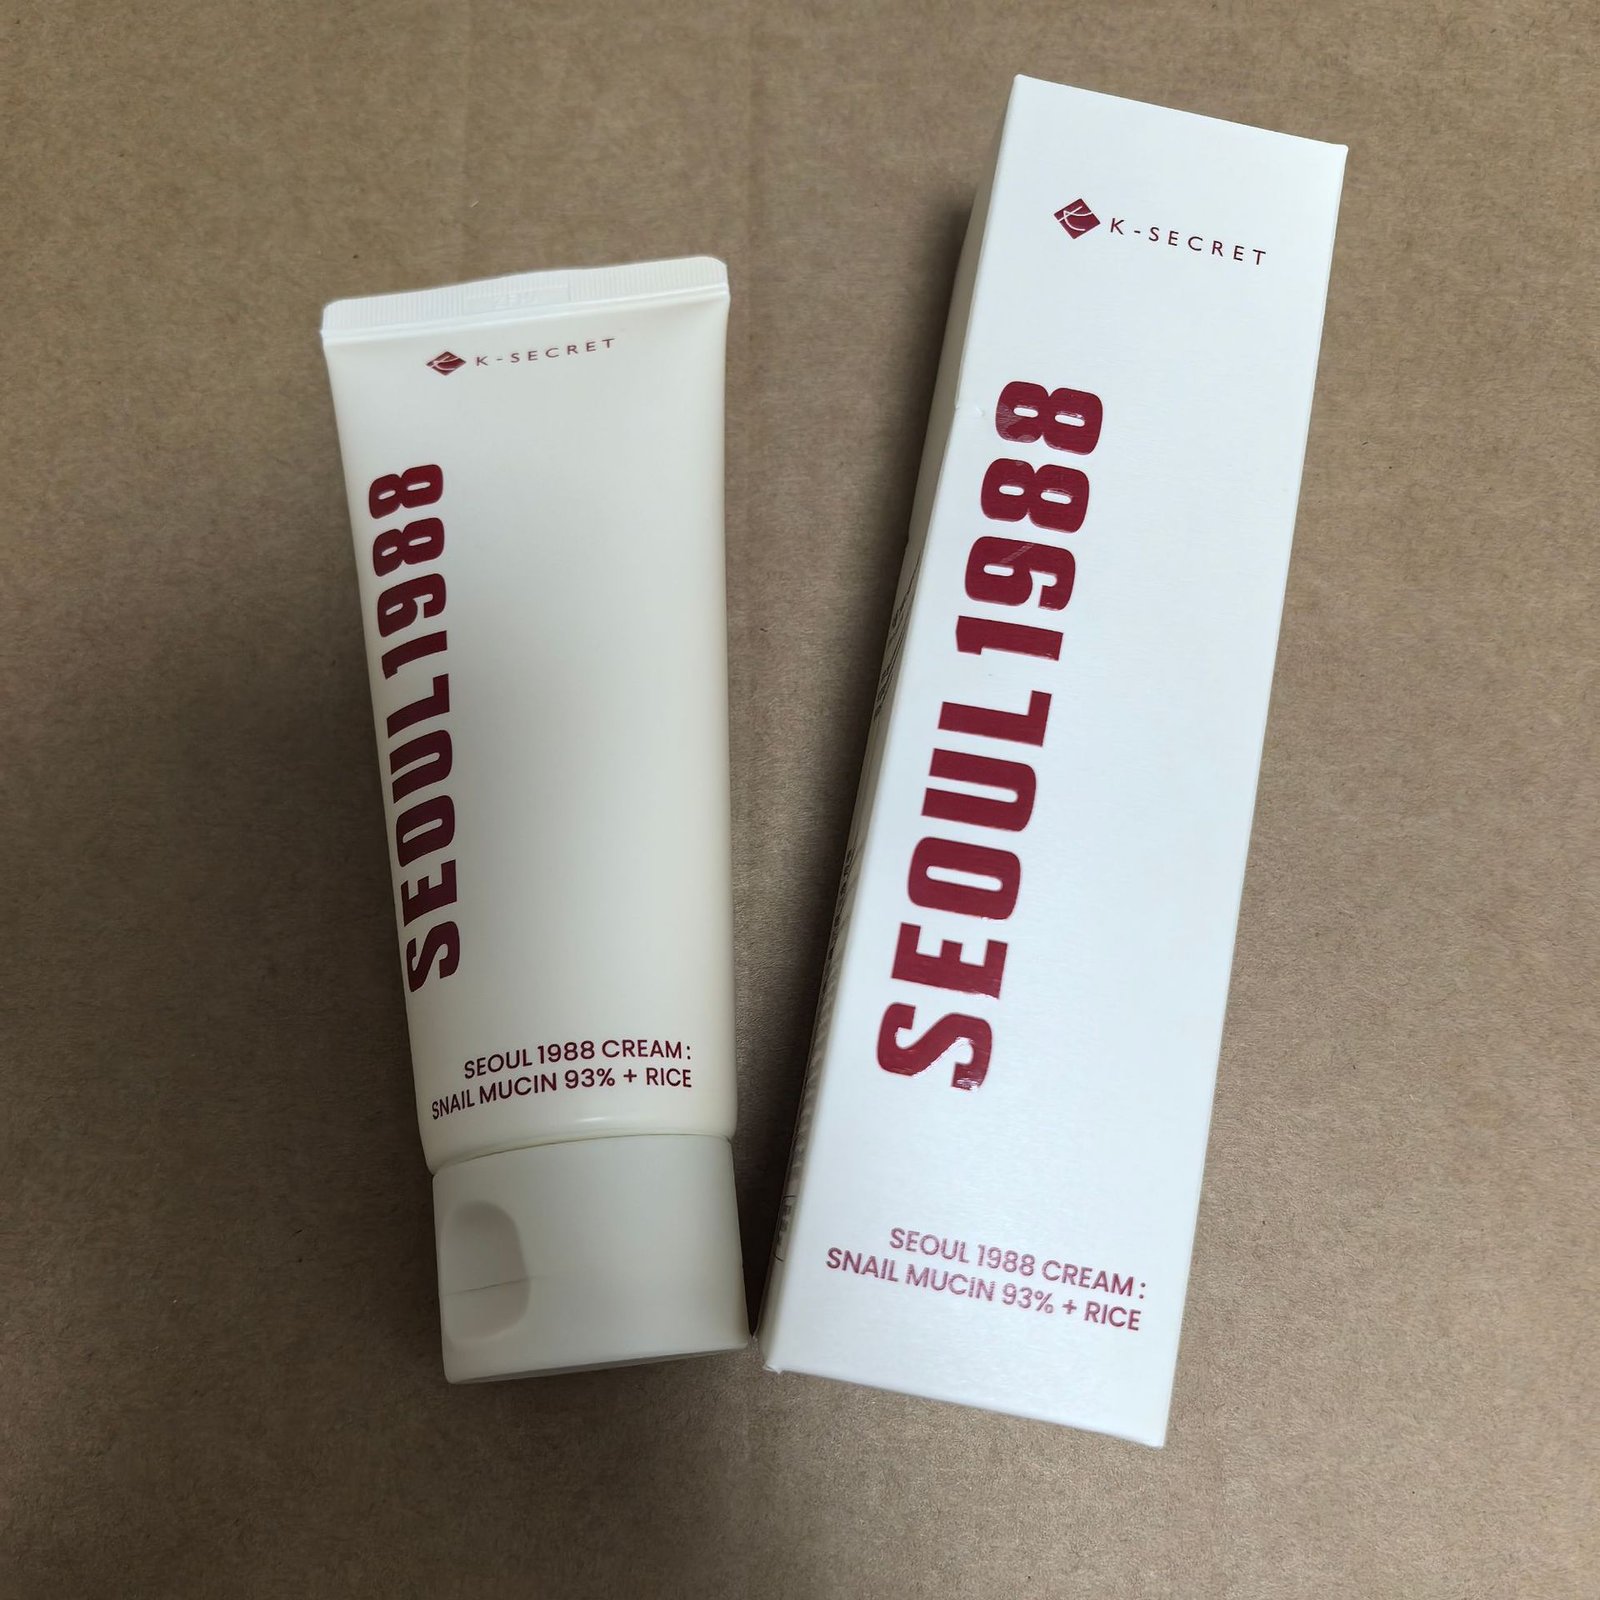 K-SECRET
SEOUL1988
SEOUL 1988 CREAM :
SNAIL MUCIN 93% + RICE
K-SECRET
SEOUL1988
SEOUL 1988 CREAM :
SNAIL MUCIN 93% + RICE